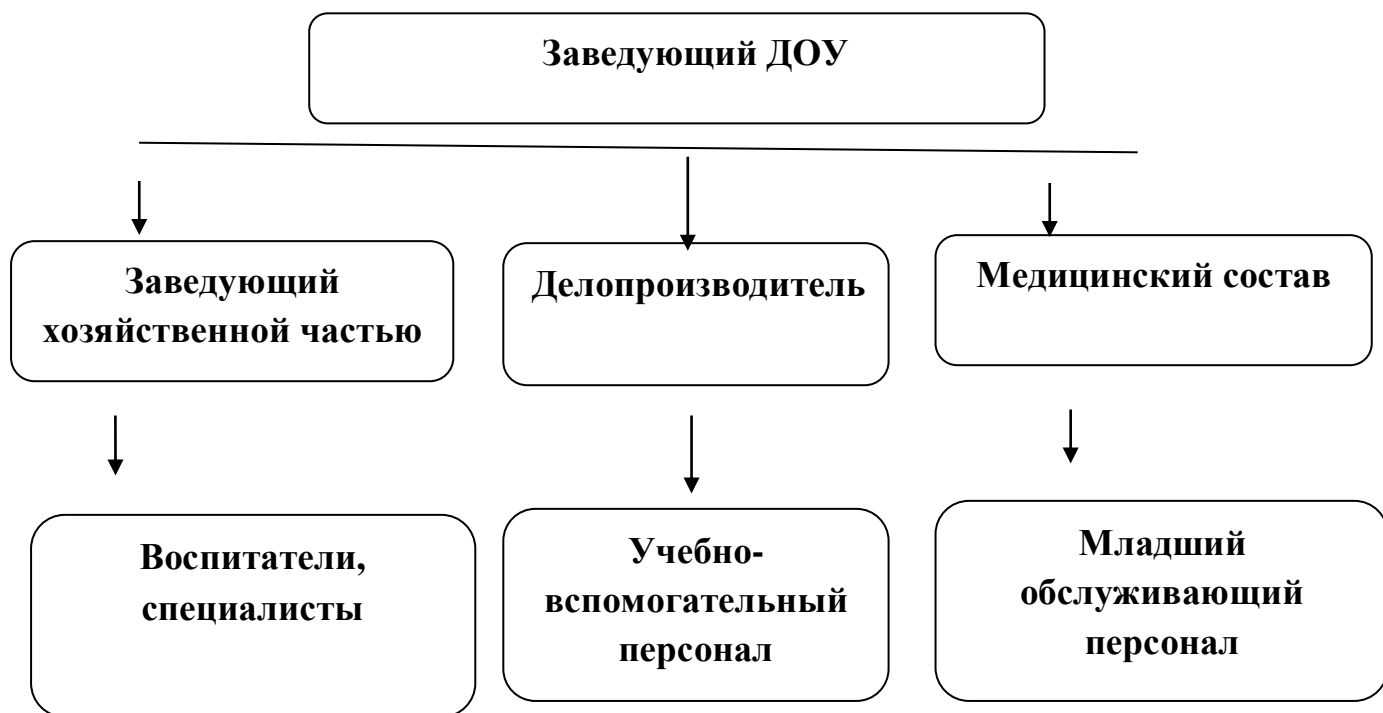 Заведующий ДОУ
Заведующий
хозяйственной частью
Делопроизводитель
Медицинский состав
Воспитатели,
специалисты
Учебно-
вспомогательный
персонал
Младший
обслуживающий
персонал